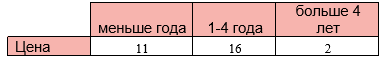 меньше года 1-4 года больше 4
лет
Цена 11 16 2